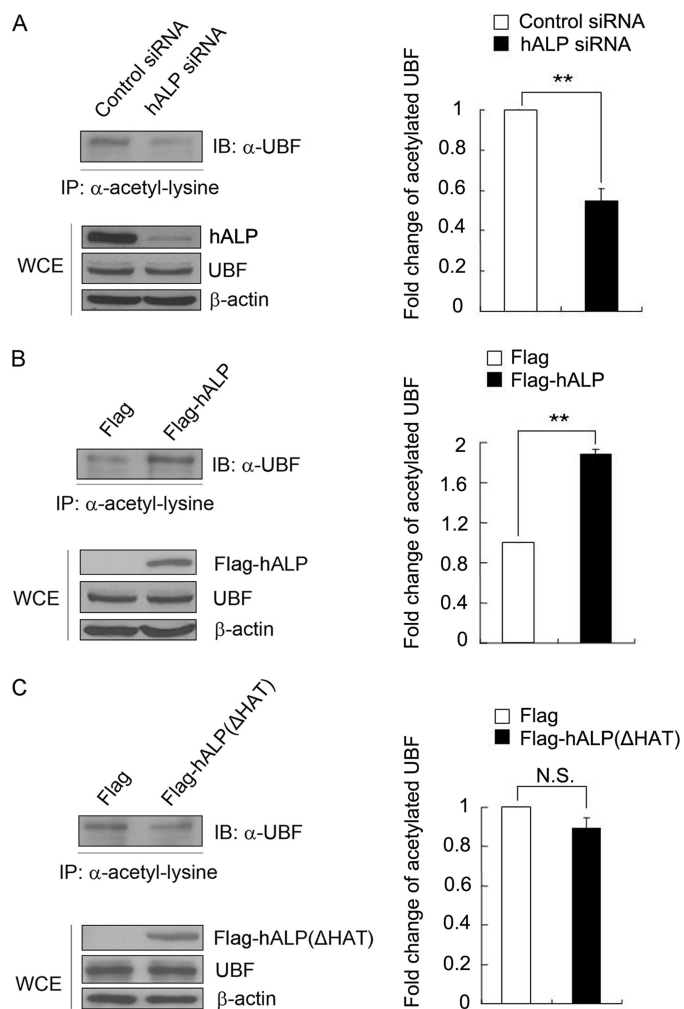 A
Control siRNA
hALP siRNA
IB: α-UBF
IP: α-acetyl-lysine
WCE
hALP
UBF
β-actin
Control siRNA
hALP siRNA
**
Fold change of acetylated UBF
1
0.8
0.6
0.4
0.2
0
B
Flag
Flag-hALP
IB: α-UBF
IP: α-acetyl-lysine
WCE
Flag-hALP
UBF
β-actin
Flag
Flag-hALP
**
Fold change of acetylated UBF
2
1.6
1.2
0.8
0.4
0
C
Flag
Flag-hALP(ΔHAT)
IB: α-UBF
IP: α-acetyl-lysine
WCE
Flag-hALP(ΔHAT)
UBF
β-actin
Flag
Flag-hALP(ΔHAT)
N.S.
Fold change of acetylated UBF
1
0.8
0.6
0.4
0.2
0